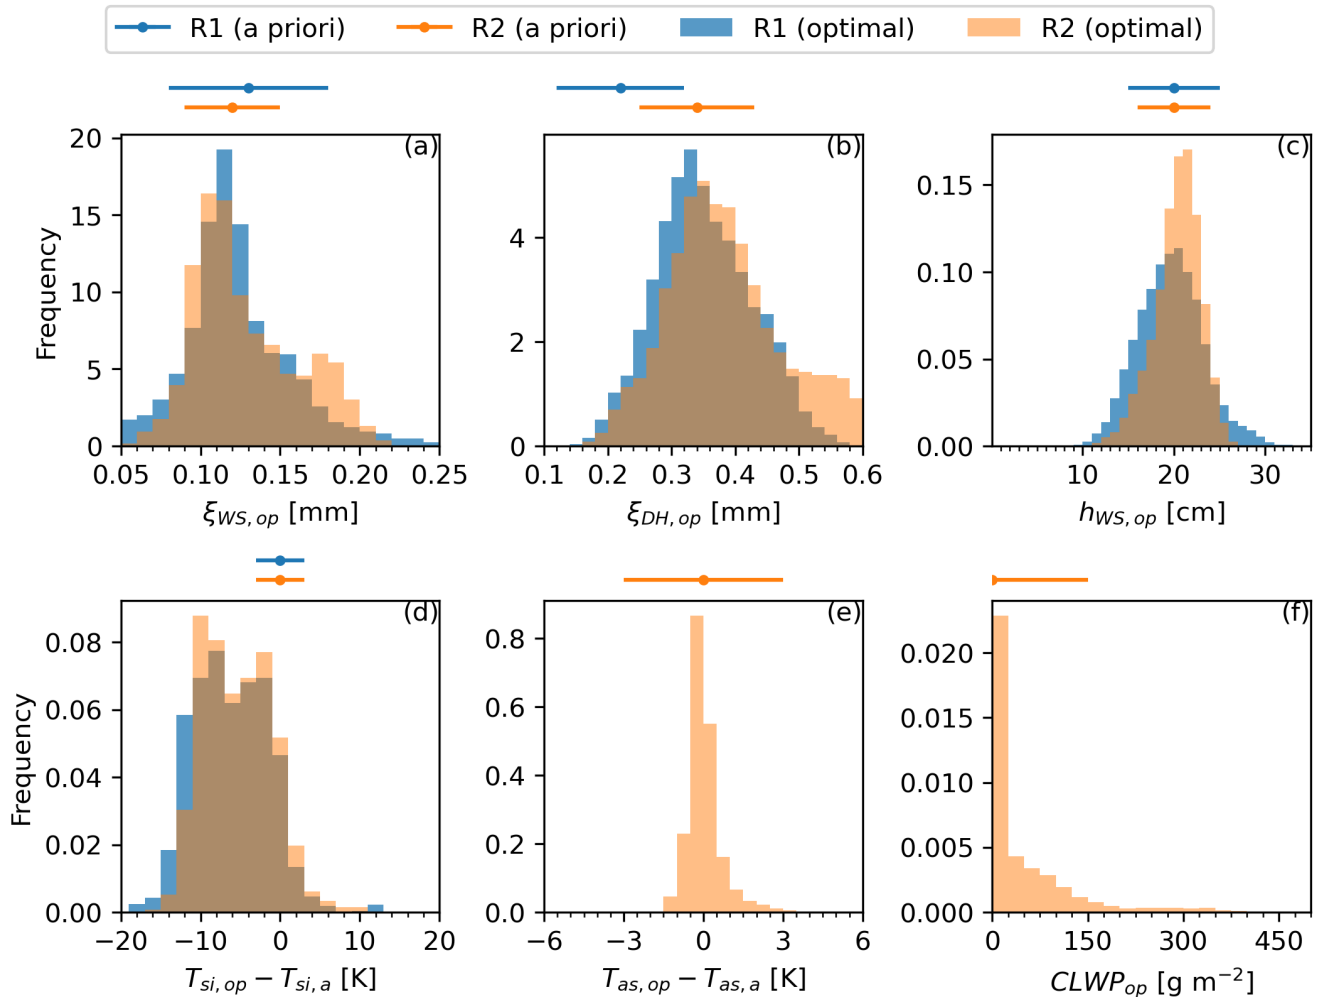 R1 (a priori) R2 (a priori) R1 (optimal) R2 (optimal)
(a) (b) (c)
20
15
10
5
0
Frequency
0.05 0.10 0.15 0.20 0.25
ξWS, op [mm]
4
2
0
0.1 0.2 0.3 0.4 0.5 0.6
ξDH, op [mm]
0.15
0.10
0.05
0.00
10 20 30
hWS, op [cm]
(d) (e) (f)
0.08
0.06
0.04
0.02
0.00
Frequency
−20 −10 0 10 20
Tsi, op − Tsi, a [K]
0.8
0.6
0.4
0.2
0.0
−6 −3 0 3 6
Tas, op − Tas, a [K]
0.020
0.015
0.010
0.005
0.000
0 150 300 450
CLWPop [g m−2]